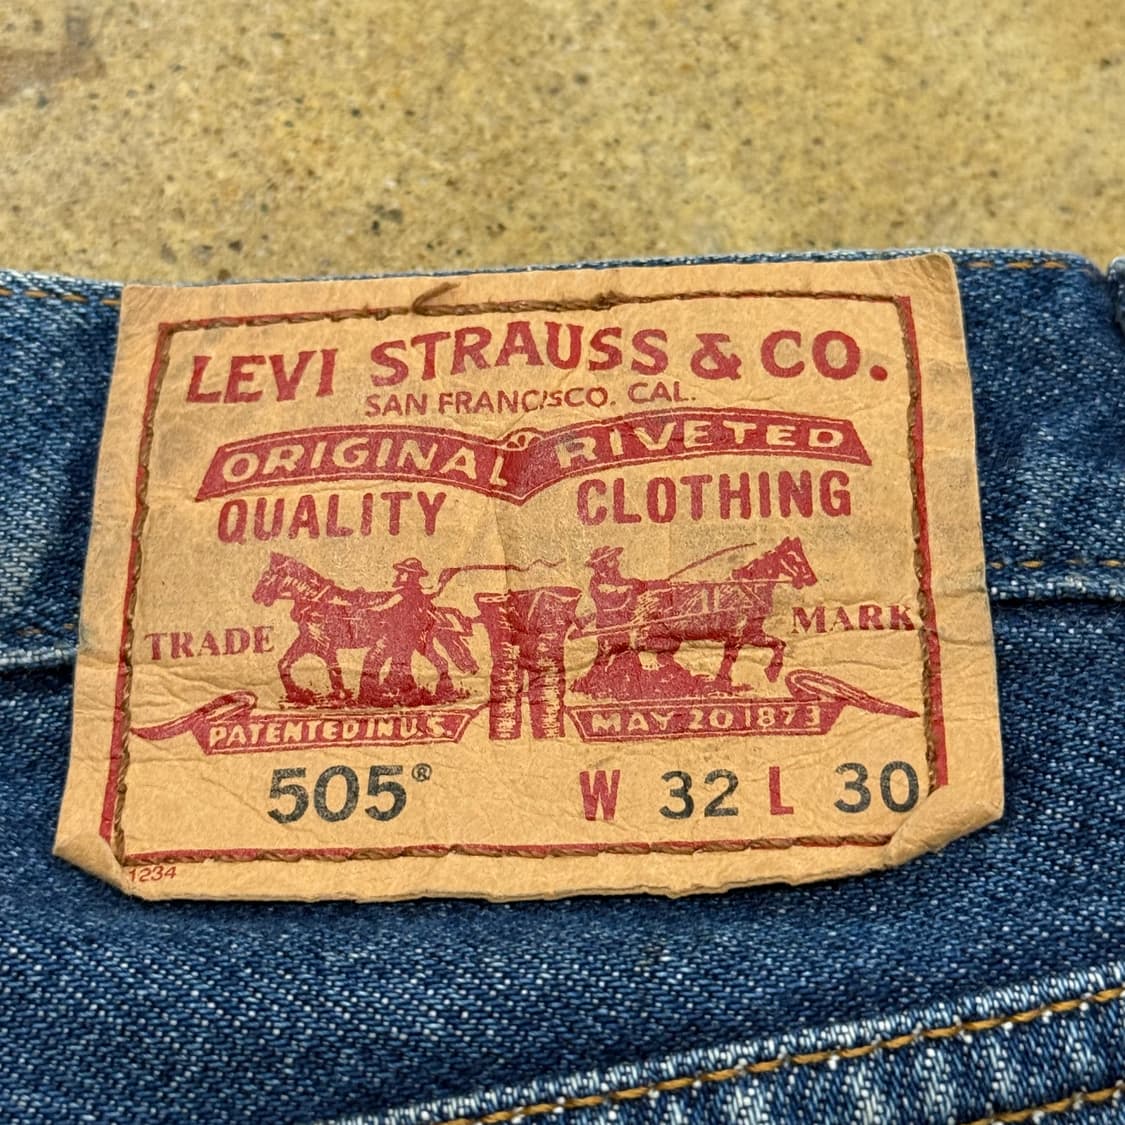 LEVI STRAUSS & CO.
SAN FRANCISCO. CAL.
ORIGINAL RIVETED
QUALITY CLOTHING
TRADE MARK
PATENTED IN U.S. MAY 20 1873
505® W 32 L 30
1234